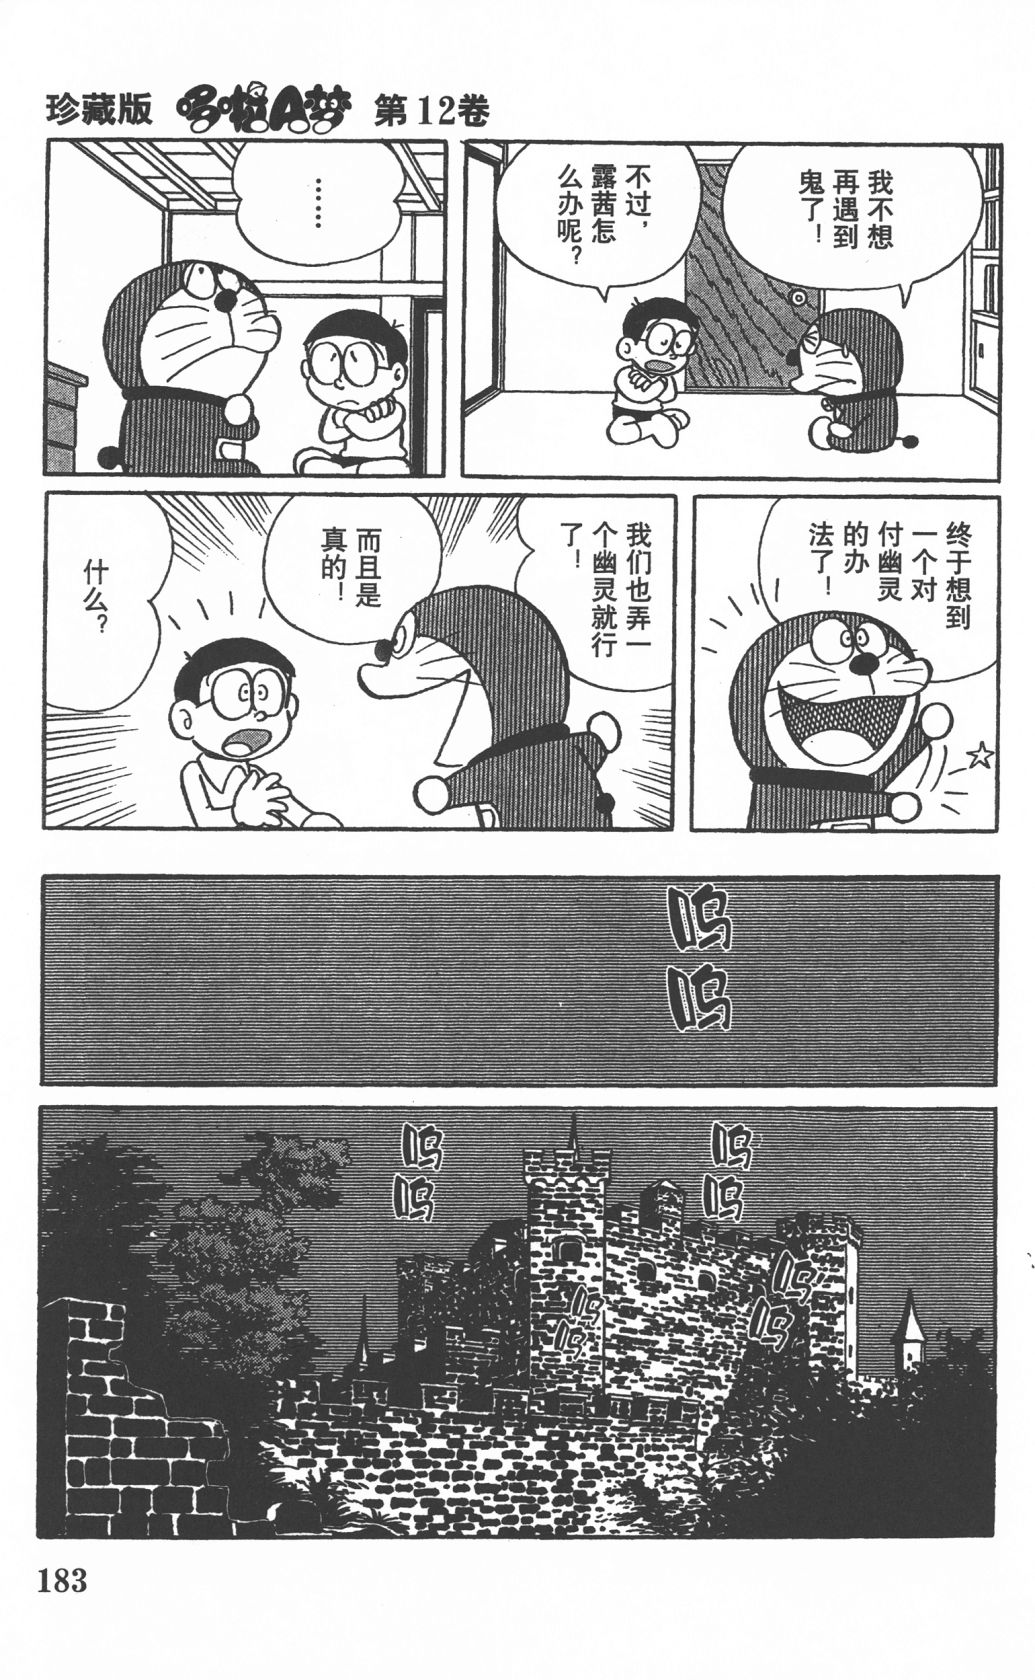 珍藏版 哆啦A梦 第12卷
我不想
再遇到
鬼了！
不过，
露茜怎
么办呢？
……
终于想到
一个对
付幽灵
的办
法了！
我们也弄一
个幽灵就行
了！
而且是
真的！
什么？
呜
呜
呜
呜
呜
呜
呜
呜
呜
呜
183